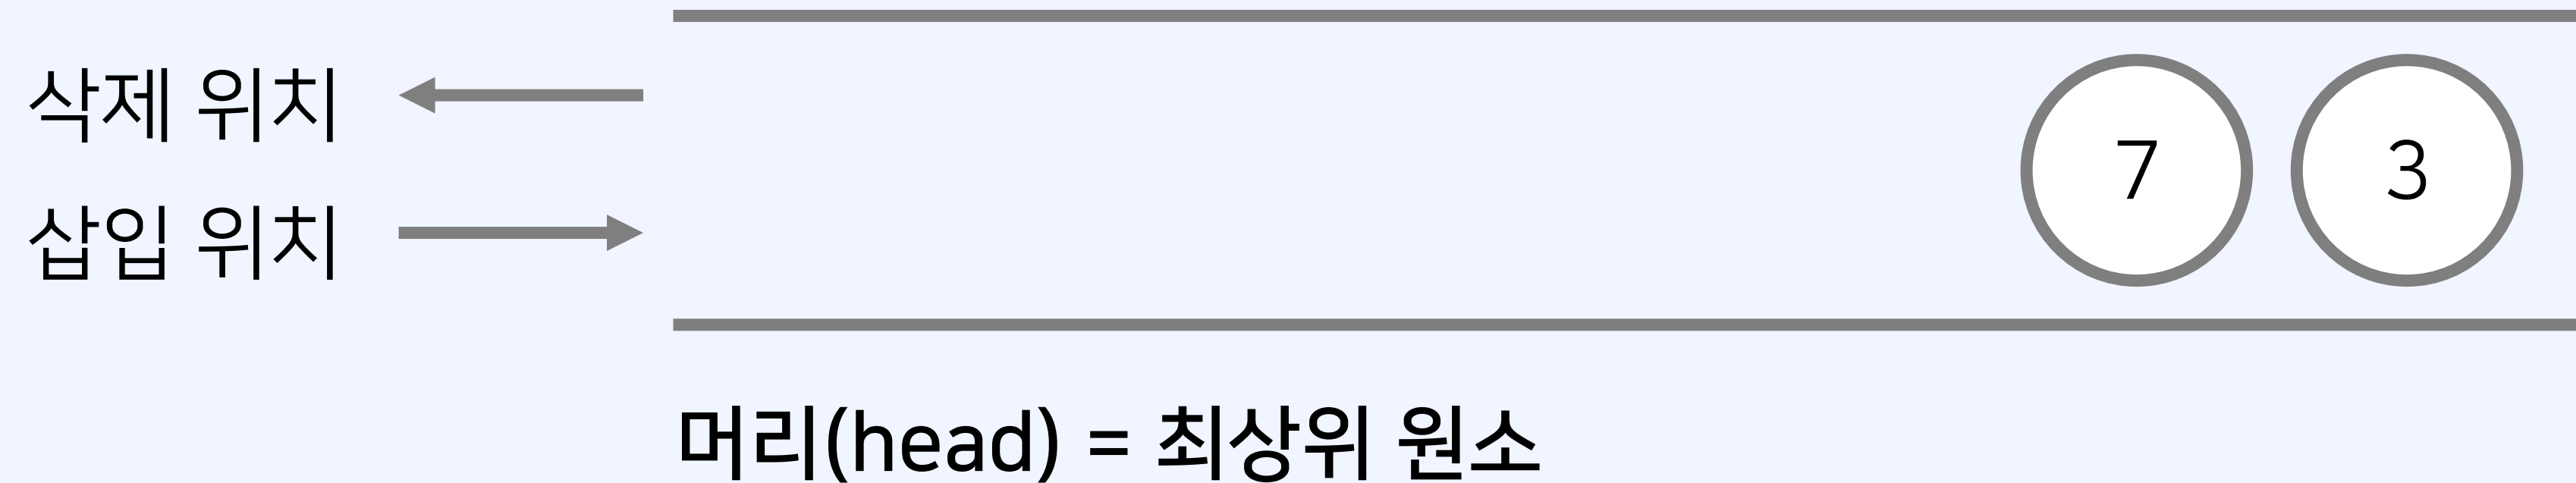 삭제 위치
7 3
삽입 위치
머리(head) = 최상위 원소